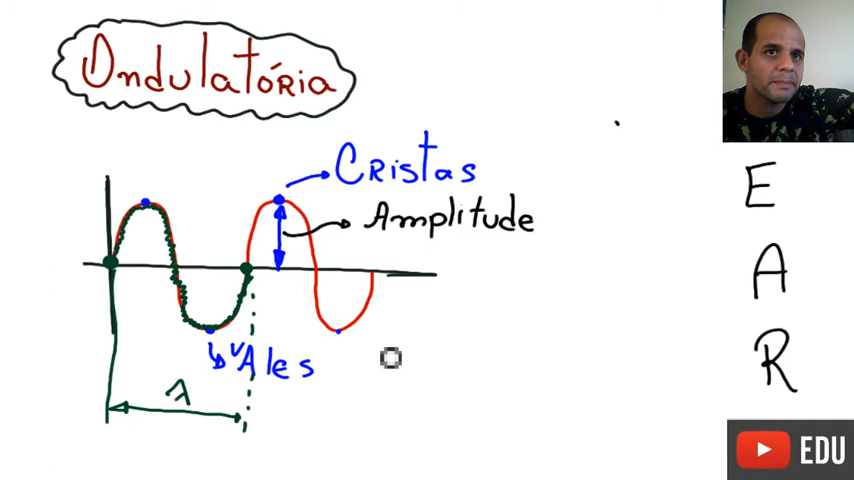 Ondulatória
Cristas
Amplitude
Vales
λ
E
A
R
EDU